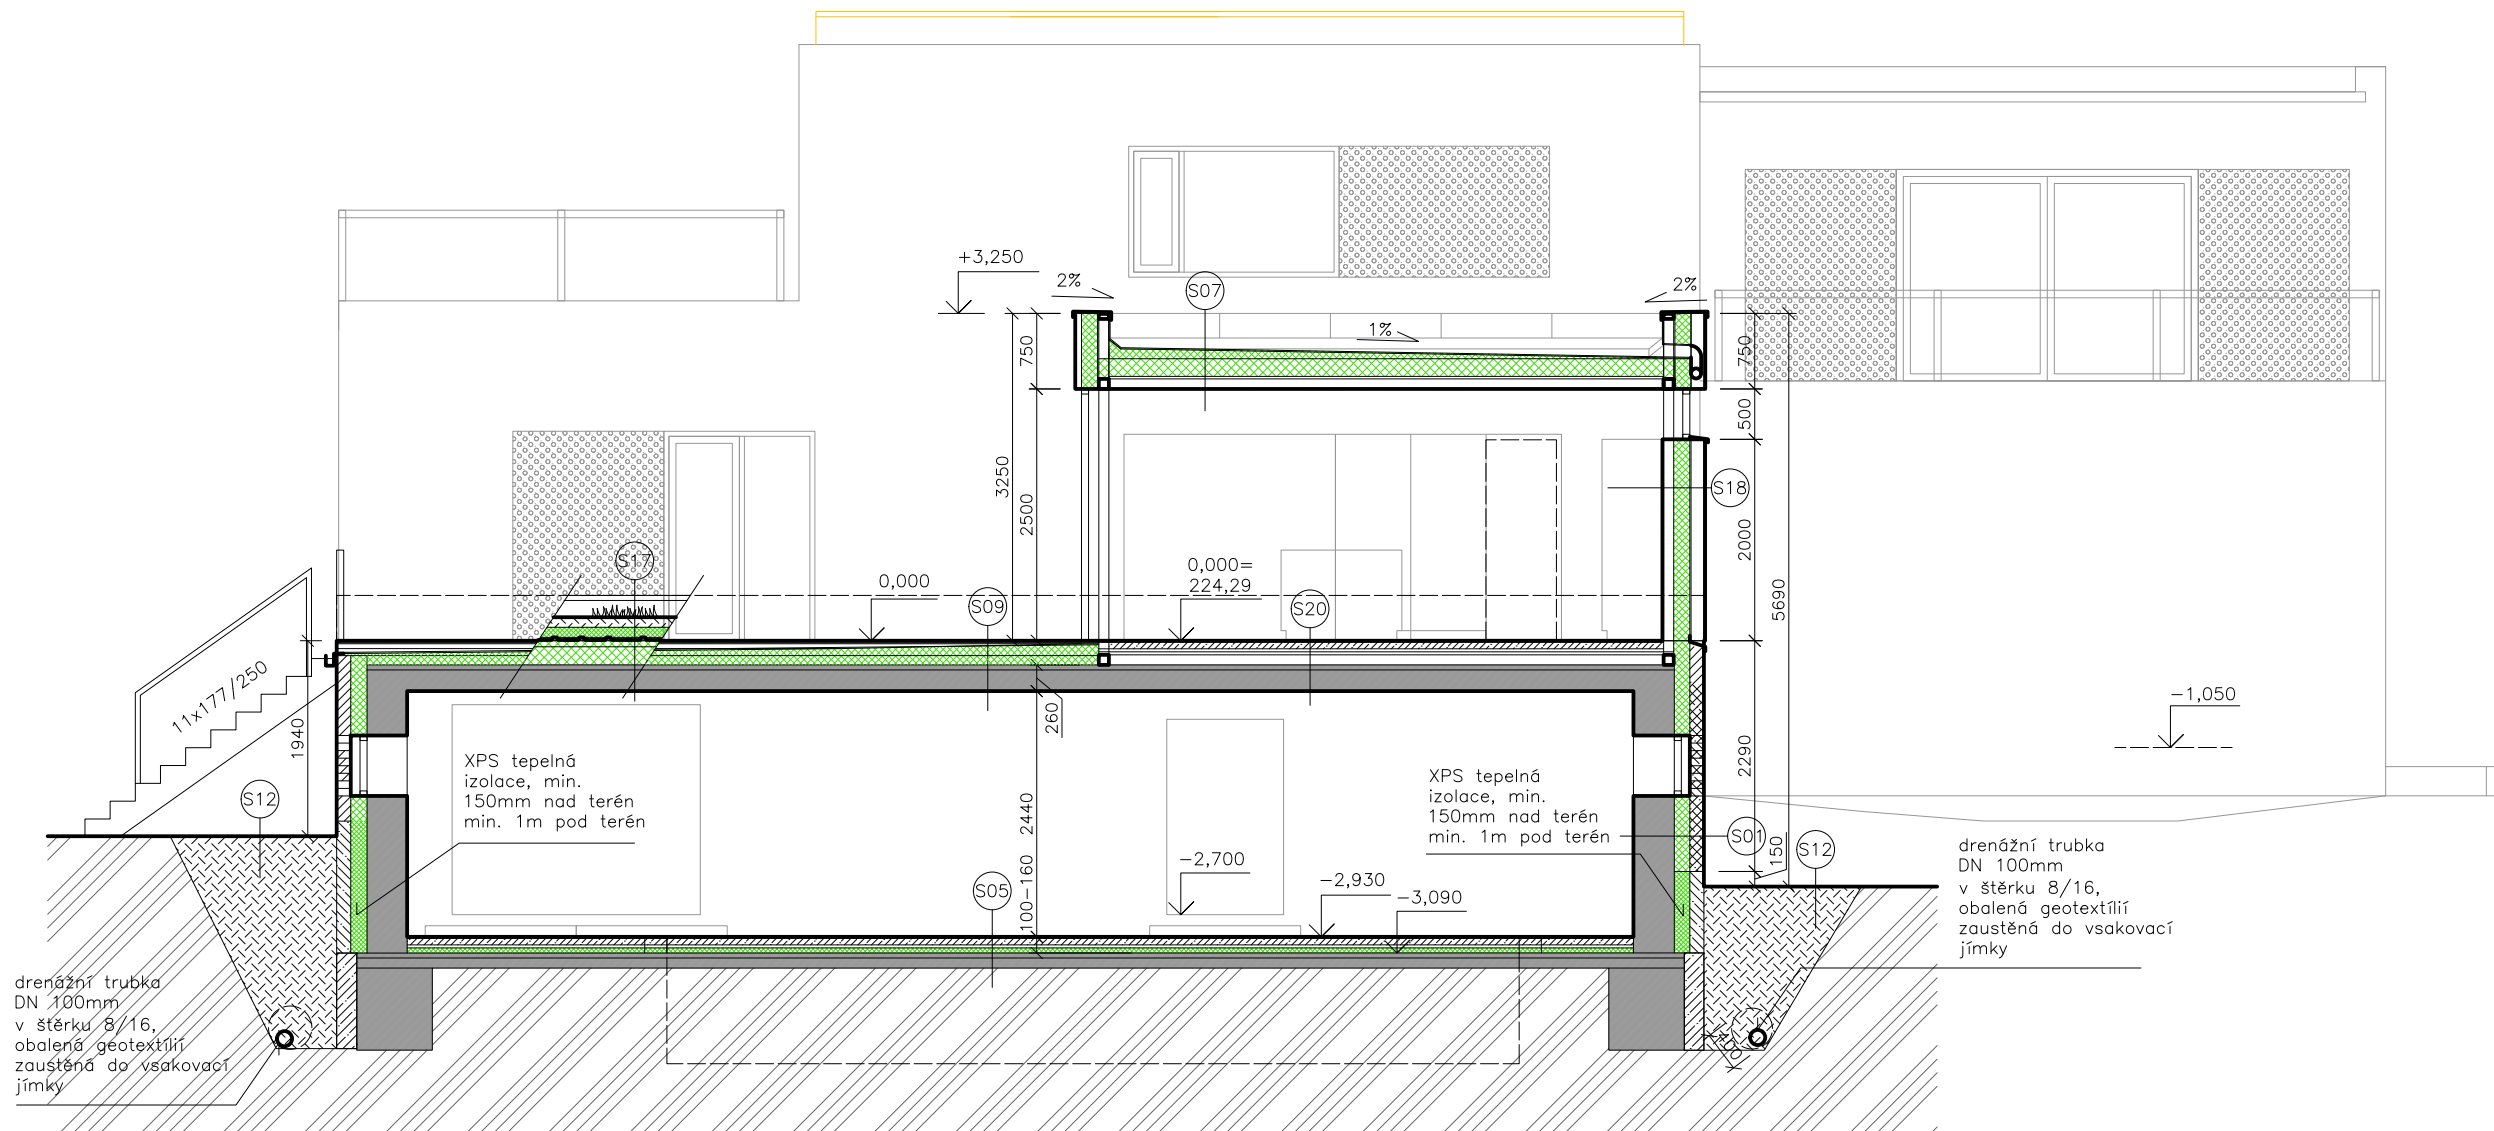 +3,250
2%
S07
2%
1%
750
750
500
3250
2500
S18
2000
S17
0,000
0,000=
224,29
S09
S20
5690
11x177/250
1940
260
-1,050
2290
XPS tepelná
izolace, min.
150mm nad terén
min. 1m pod terén
XPS tepelná
izolace, min.
150mm nad terén
min. 1m pod terén
S12
2440
S01
150
S12
-2,700
-2,930
-3,090
S05
100-160
drenážní trubka
DN 100mm
v štěrku 8/16,
obalená geotextílií
zaustěná do vsakovací
jímky
drenážní trubka
DN 100mm
v štěrku 8/16,
obalená geotextílií
zaustěná do vsakovací
jímky
400